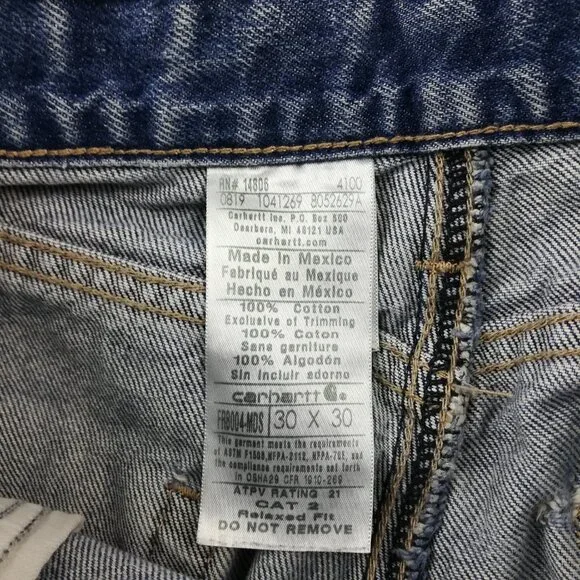 RN# 14806 4100
0819 1041269 8052629A
Carhartt Inc. P.O. Box 600
Dearborn, MI 48121 USA
carhartt.com
Made in Mexico
Fabriqué au Mexique
Hecho en México
100% Cotton
Exclusive of Trimming
100% Coton
Sans garniture
100% Algodón
Sin incluir adorno
carhartt
FRB004-MDS 30 X 30
This garment meets the requirements
of ASTM F1506,NFPA-2112, NFPA-70E, and
the compliance requirements set forth
in OSHA29 CFR 1910-269
ATPV RATING 21
CAT 2
Relaxed Fit
DO NOT REMOVE